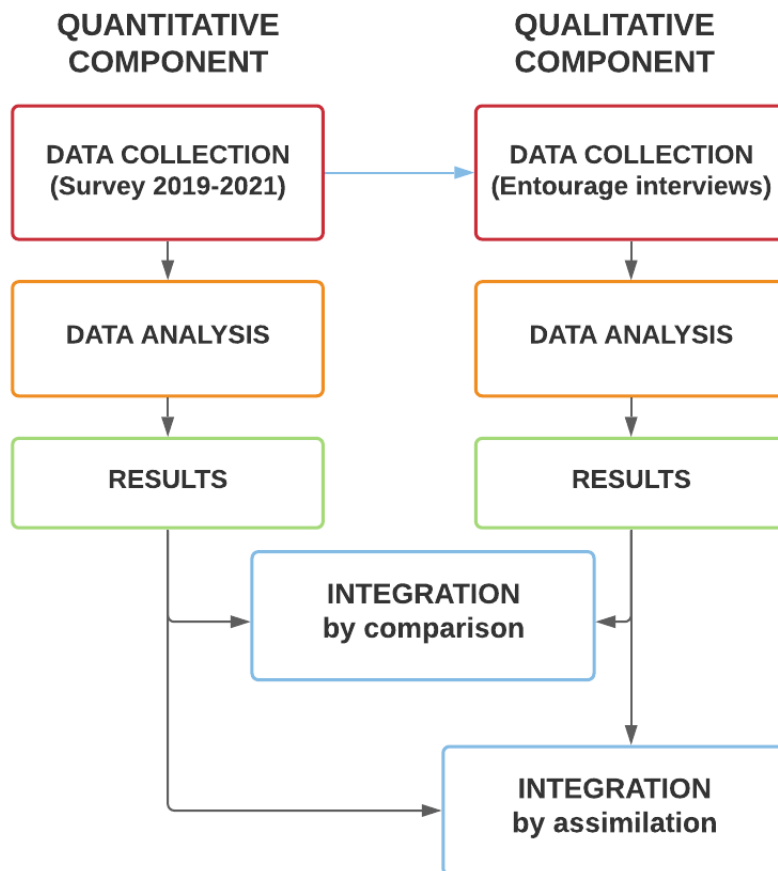 QUANTITATIVE
COMPONENT
QUALITATIVE
COMPONENT
DATA COLLECTION
(Survey 2019-2021)
DATA COLLECTION
(Entourage interviews)
DATA ANALYSIS
DATA ANALYSIS
RESULTS
RESULTS
INTEGRATION
by comparison
INTEGRATION
by assimilation